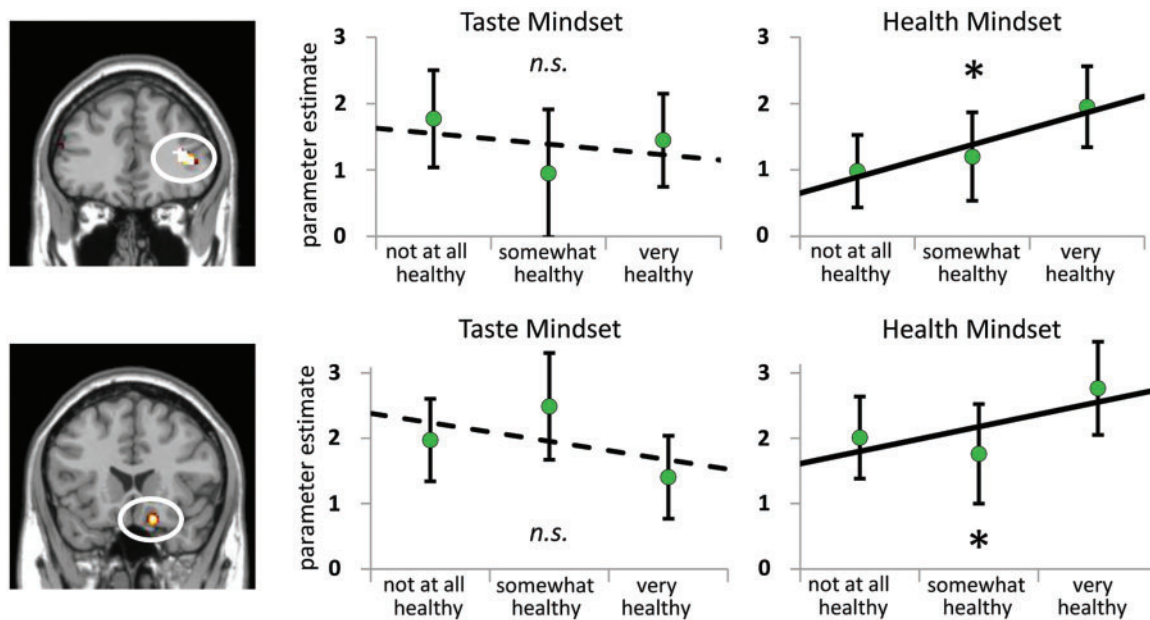 Taste Mindset
Health Mindset
parameter estimate
3
2
1
0
n.s.
not at all healthy
somewhat healthy
very healthy
3
2
1
0
*
not at all healthy
somewhat healthy
very healthy
Taste Mindset
Health Mindset
parameter estimate
3
2
1
0
n.s.
not at all healthy
somewhat healthy
very healthy
3
2
1
0
*
not at all healthy
somewhat healthy
very healthy